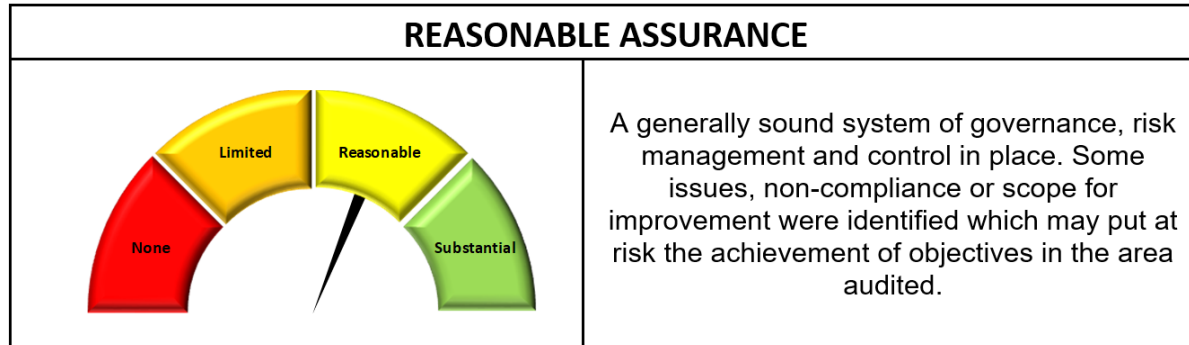 REASONABLE ASSURANCE
Limited
Reasonable
None
Substantial
A generally sound system of governance, risk
management and control in place. Some
issues, non-compliance or scope for
improvement were identified which may put at
risk the achievement of objectives in the area
audited.